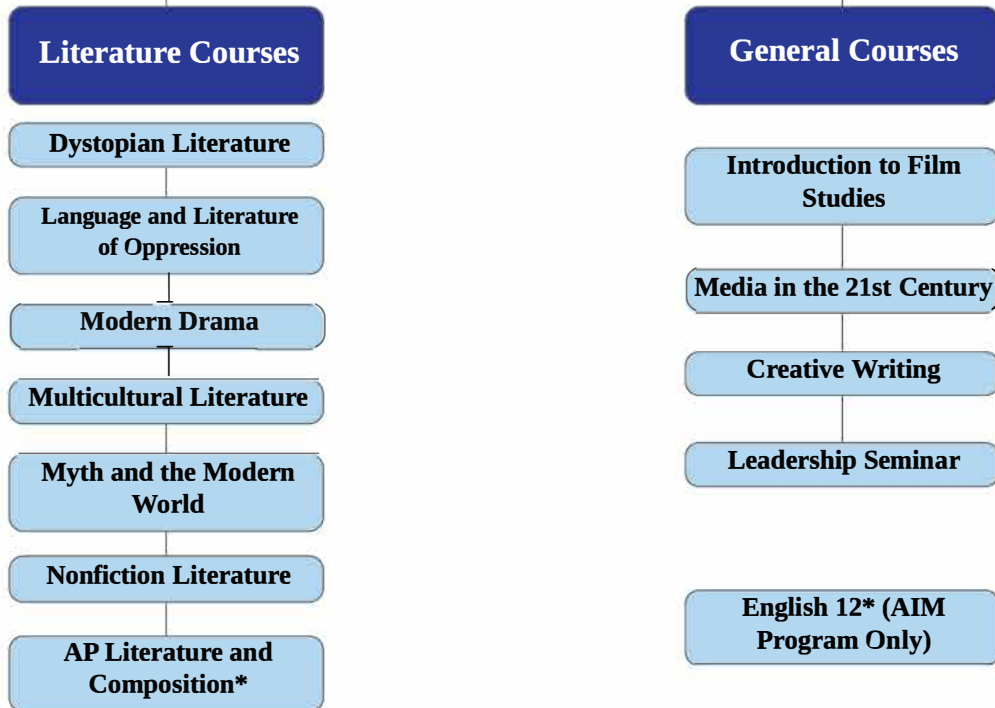 Literature Courses
Dystopian Literature
Language and Literature
of Oppression
Modern Drama
Multicultural Literature
Myth and the Modern
World
Nonfiction Literature
AP Literature and
Composition*
General Courses
Introduction to Film
Studies
Media in the 21st Century
Creative Writing
Leadership Seminar
English 12* (AIM
Program Only)